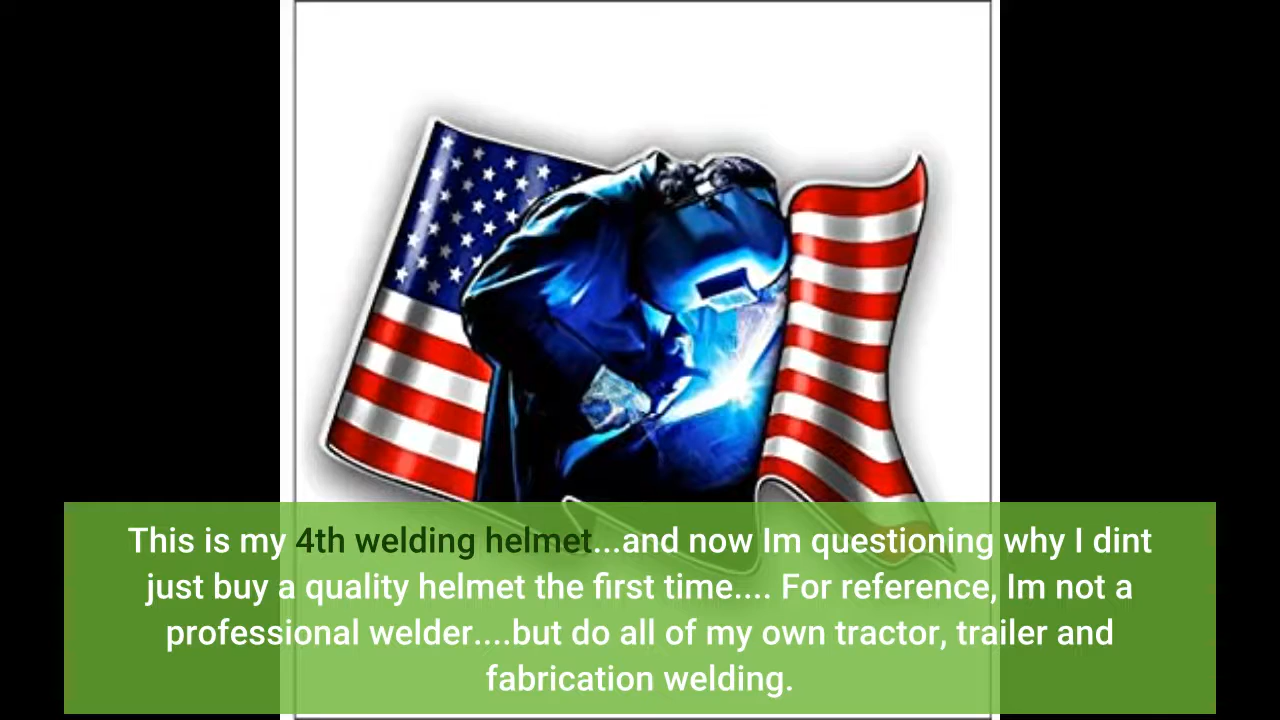 This is my 4th welding helmet...and now Im questioning why I dint
just buy a quality helmet the first time.... For reference, Im not a
professional welder....but do all of my own tractor, trailer and
fabrication welding.